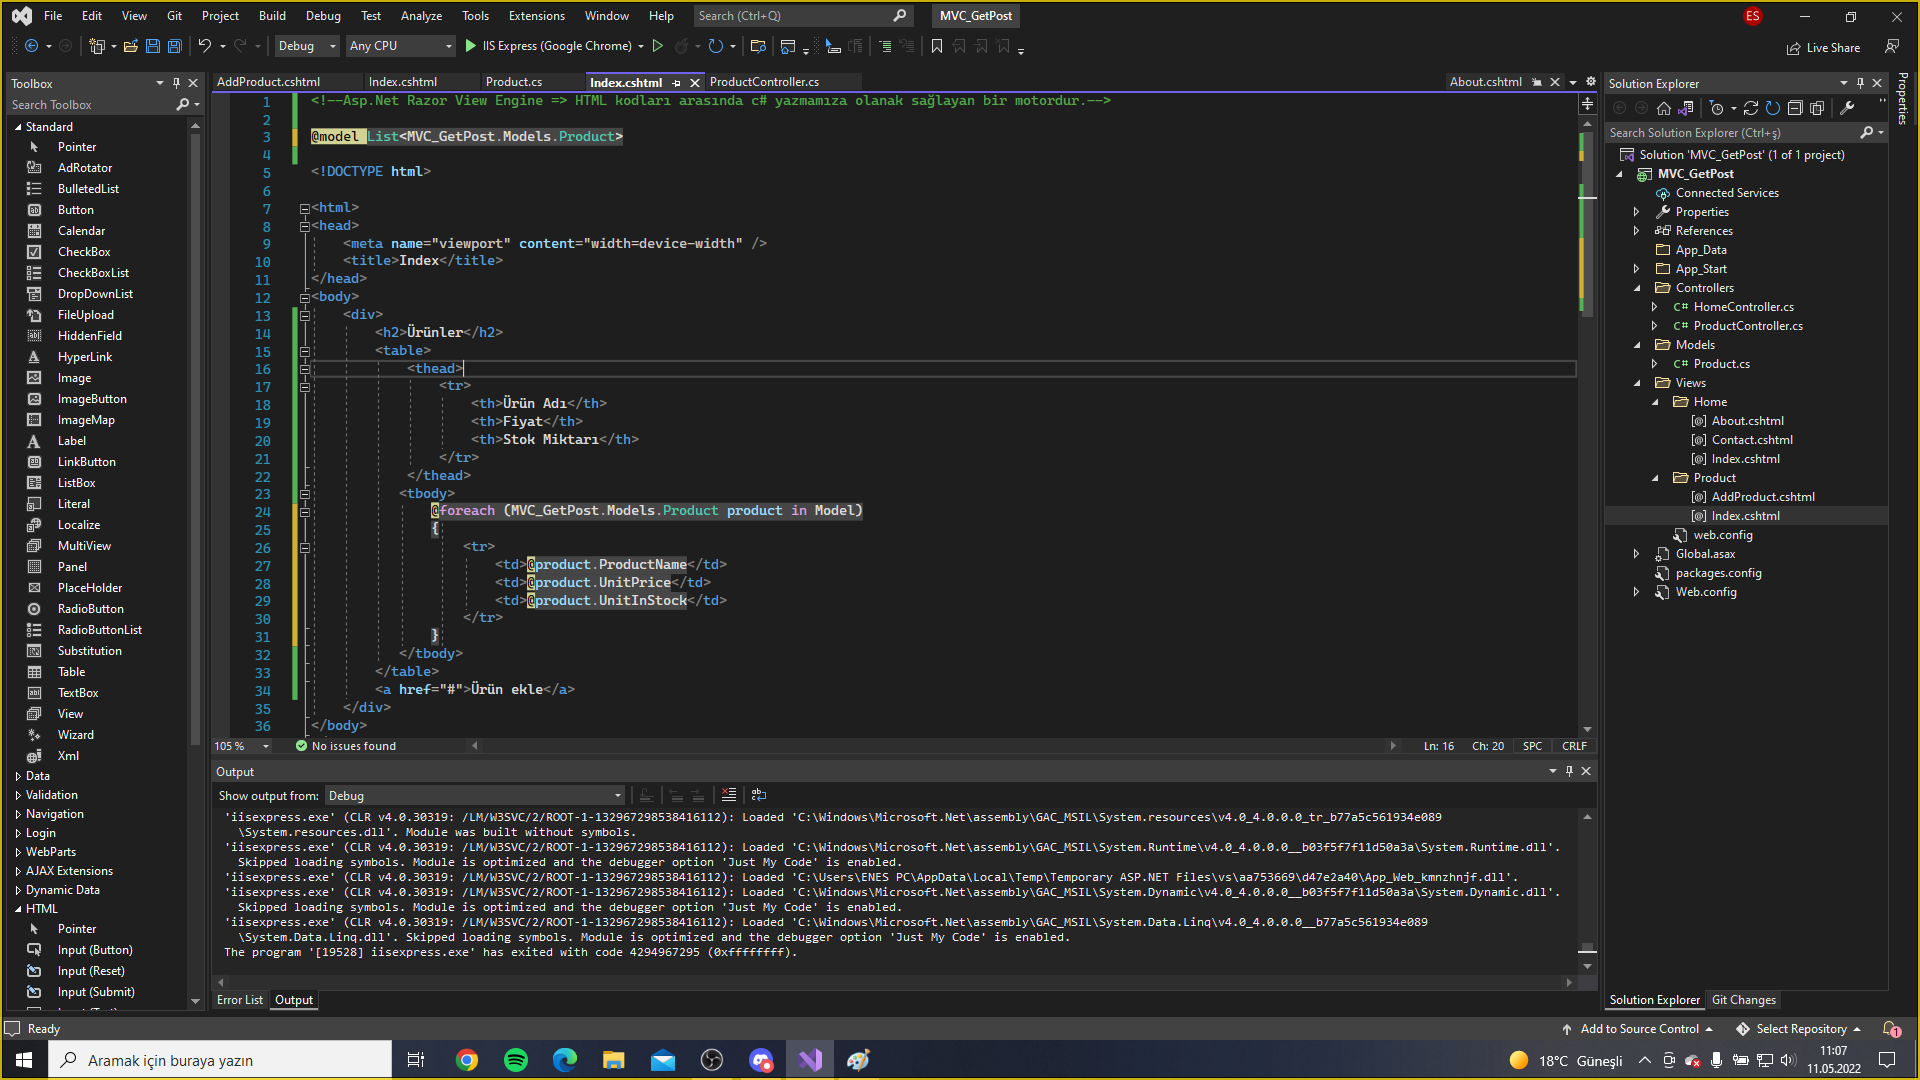 File Edit View Git Project Build Debug Test Analyze Tools Extensions Window Help Search (Ctrl+Q) MVC_GetPost ES
Debug Any CPU IIS Express (Google Chrome) Live Share
Toolbox
Search Toolbox
Standard
Pointer
AdRotator
BulletedList
Button
Calendar
CheckBox
CheckBoxList
DropDownList
FileUpload
HiddenField
HyperLink
Image
ImageButton
ImageMap
Label
LinkButton
ListBox
Literal
Localize
MultiView
Panel
PlaceHolder
RadioButton
RadioButtonList
Substitution
Table
TextBox
View
Wizard
Xml
Data
Validation
Navigation
Login
WebParts
AJAX Extensions
Dynamic Data
HTML
Pointer
Input (Button)
Input (Reset)
Input (Submit)
AddProduct.cshtml Index.cshtml Product.cs Index.cshtml ProductController.cs About.cshtml
1 <!--Asp.Net Razor View Engine => HTML kodları arasında c# yazmamıza olanak sağlayan bir motordur.-->
2
3 @model List<MVC_GetPost.Models.Product>
4
5 <!DOCTYPE html>
6
7 <html>
8 <head>
9 <meta name="viewport" content="width=device-width" />
10 <title>Index</title>
11 </head>
12 <body>
13 <div>
14 <h2>Ürünler</h2>
15 <table>
16 <thead>
17 <tr>
18 <th>Ürün Adı</th>
19 <th>Fiyat</th>
20 <th>Stok Miktarı</th>
21 </tr>
22 </thead>
23 <tbody>
24 @foreach (MVC_GetPost.Models.Product product in Model)
25 {
26 <tr>
27 <td>@product.ProductName</td>
28 <td>@product.UnitPrice</td>
29 <td>@product.UnitInStock</td>
30 </tr>
31 }
32 </tbody>
33 </table>
34 <a href="#">Ürün ekle</a>
35 </div>
36 </body>
105 % No issues found Ln: 16 Ch: 20 SPC CRLF
Output
Show output from: Debug
'iisexpress.exe' (CLR v4.0.30319: /LM/W3SVC/2/ROOT-1-132967298538416112): Loaded 'C:\Windows\Microsoft.Net\assembly\GAC_MSIL\System.resources\v4.0_4.0.0.0_tr_b77a5c561934e089
\System.resources.dll'. Module was built without symbols.
'iisexpress.exe' (CLR v4.0.30319: /LM/W3SVC/2/ROOT-1-132967298538416112): Loaded 'C:\Windows\Microsoft.Net\assembly\GAC_MSIL\System.Runtime\v4.0_4.0.0.0__b03f5f7f11d50a3a\System.Runtime.dll'.
Skipped loading symbols. Module is optimized and the debugger option 'Just My Code' is enabled.
'iisexpress.exe' (CLR v4.0.30319: /LM/W3SVC/2/ROOT-1-132967298538416112): Loaded 'C:\Users\ENES PC\AppData\Local\Temp\Temporary ASP.NET Files\vs\aa753669\d47e2a40\App_Web_kmnzhnjf.dll'.
'iisexpress.exe' (CLR v4.0.30319: /LM/W3SVC/2/ROOT-1-132967298538416112): Loaded 'C:\Windows\Microsoft.Net\assembly\GAC_MSIL\System.Dynamic\v4.0_4.0.0.0__b03f5f7f11d50a3a\System.Dynamic.dll'.
Skipped loading symbols. Module is optimized and the debugger option 'Just My Code' is enabled.
'iisexpress.exe' (CLR v4.0.30319: /LM/W3SVC/2/ROOT-1-132967298538416112): Loaded 'C:\Windows\Microsoft.Net\assembly\GAC_MSIL\System.Data.Linq\v4.0_4.0.0.0__b77a5c561934e089
\System.Data.Linq.dll'. Skipped loading symbols. Module is optimized and the debugger option 'Just My Code' is enabled.
The program '[19528] iisexpress.exe' has exited with code 4294967295 (0xffffffff).
Error List Output
Solution Explorer
Search Solution Explorer (Ctrl+ş)
Solution 'MVC_GetPost' (1 of 1 project)
MVC_GetPost
Connected Services
Properties
References
App_Data
App_Start
Controllers
C# HomeController.cs
C# ProductController.cs
Models
C# Product.cs
Views
Home
[@] About.cshtml
[@] Contact.cshtml
[@] Index.cshtml
Product
[@] AddProduct.cshtml
[@] Index.cshtml
web.config
Global.asax
packages.config
Web.config
Solution Explorer Git Changes
Properties
Ready Add to Source Control Select Repository 1
Aramak için buraya yazın 18°C Güneşli 11:07
11.05.2022